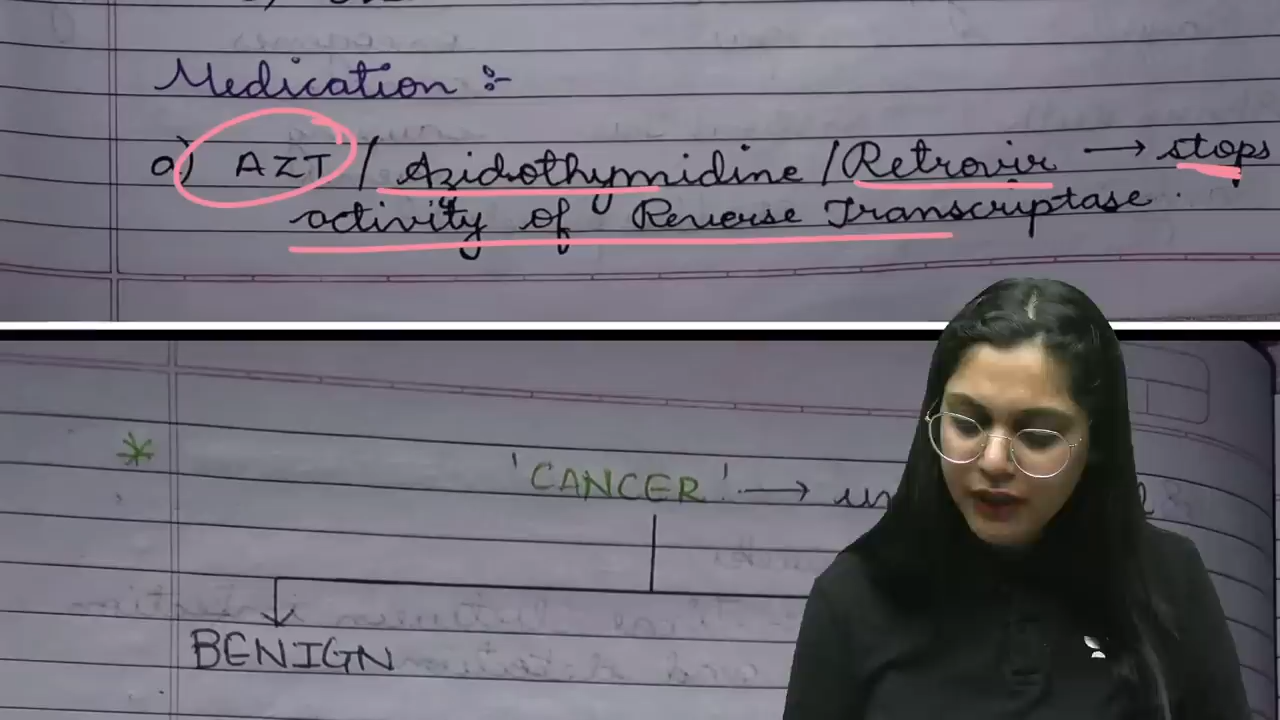 Medication :-
a) AZT / Azidothymidine / Retrovir → stops
activity of Reverse Transcriptase.
* 'CANCER' →
BENIGN